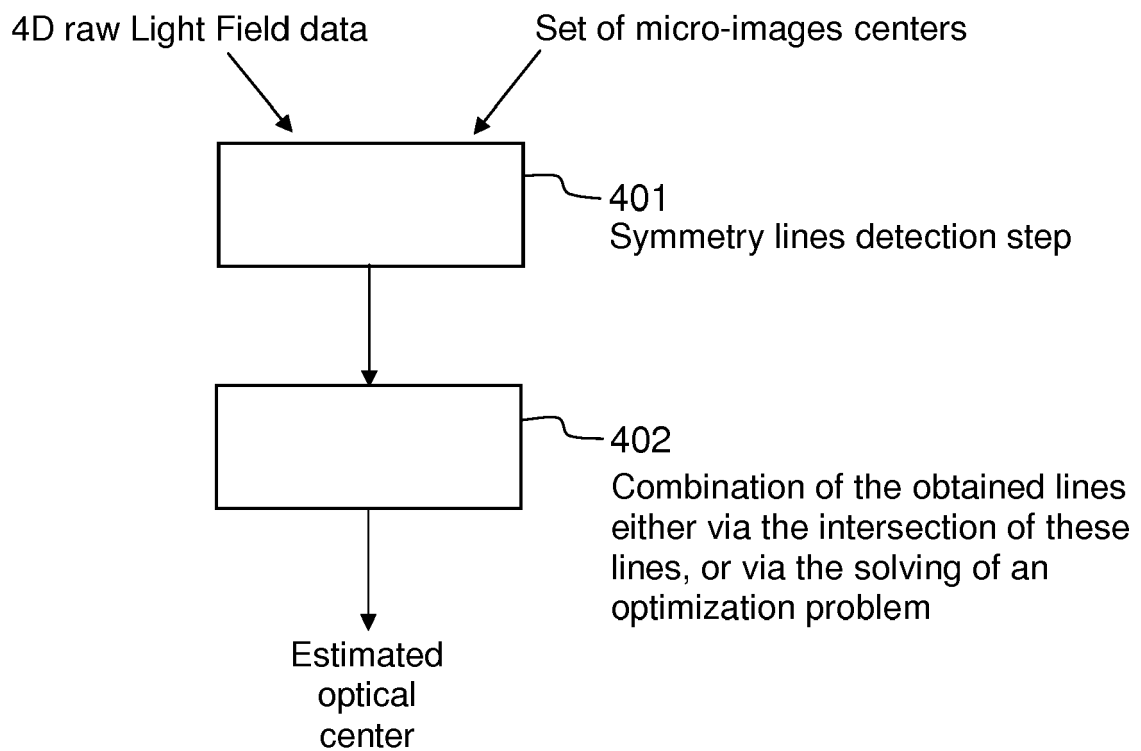 4D raw Light Field data
Set of micro-images centers
401
Symmetry lines detection step
402
Combination of the obtained lines
either via the intersection of these
lines, or via the solving of an
optimization problem
Estimated
optical
center